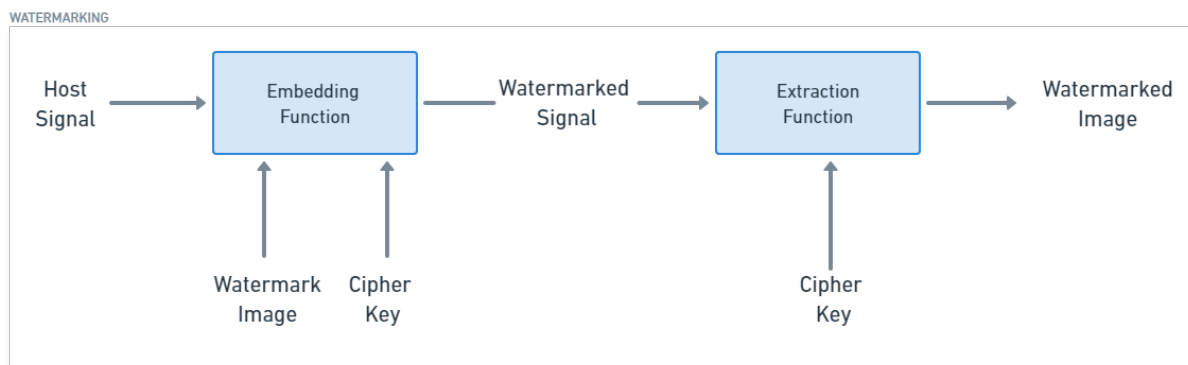 WATERMARKING
Host
Signal
Embedding
Function
Watermarked
Signal
Extraction
Function
Watermarked
Image
Watermark
Image
Cipher
Key
Cipher
Key